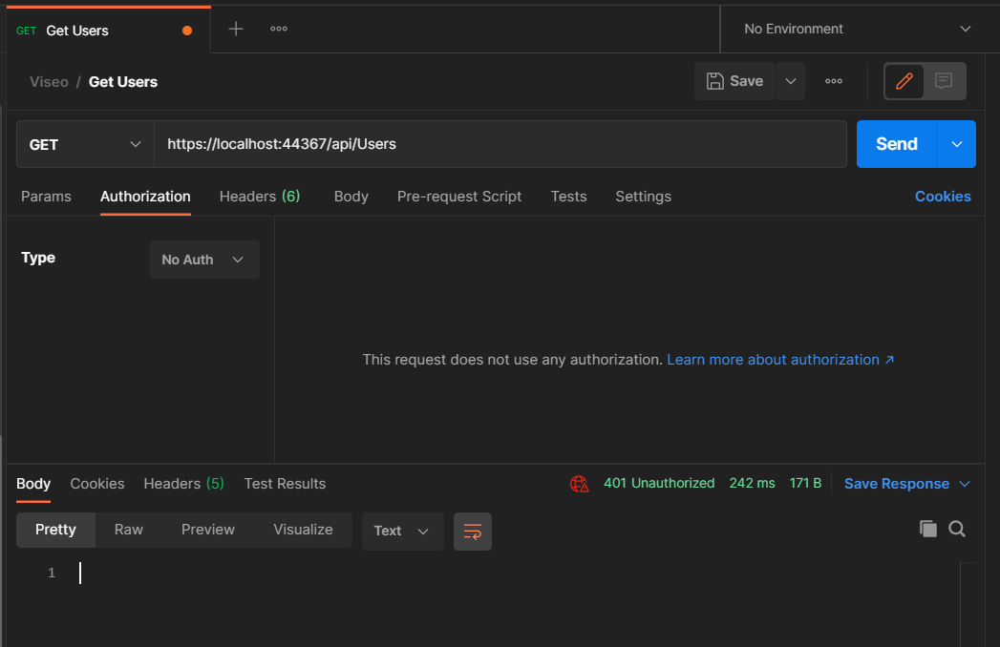 GET Get Users
No Environment
Viseo / Get Users
Save
GET https://localhost:44367/api/Users
Send
Params Authorization Headers (6) Body Pre-request Script Tests Settings Cookies
Type No Auth
This request does not use any authorization. Learn more about authorization ↗
Body Cookies Headers (5) Test Results 401 Unauthorized 242 ms 171 B Save Response
Pretty Raw Preview Visualize Text
1